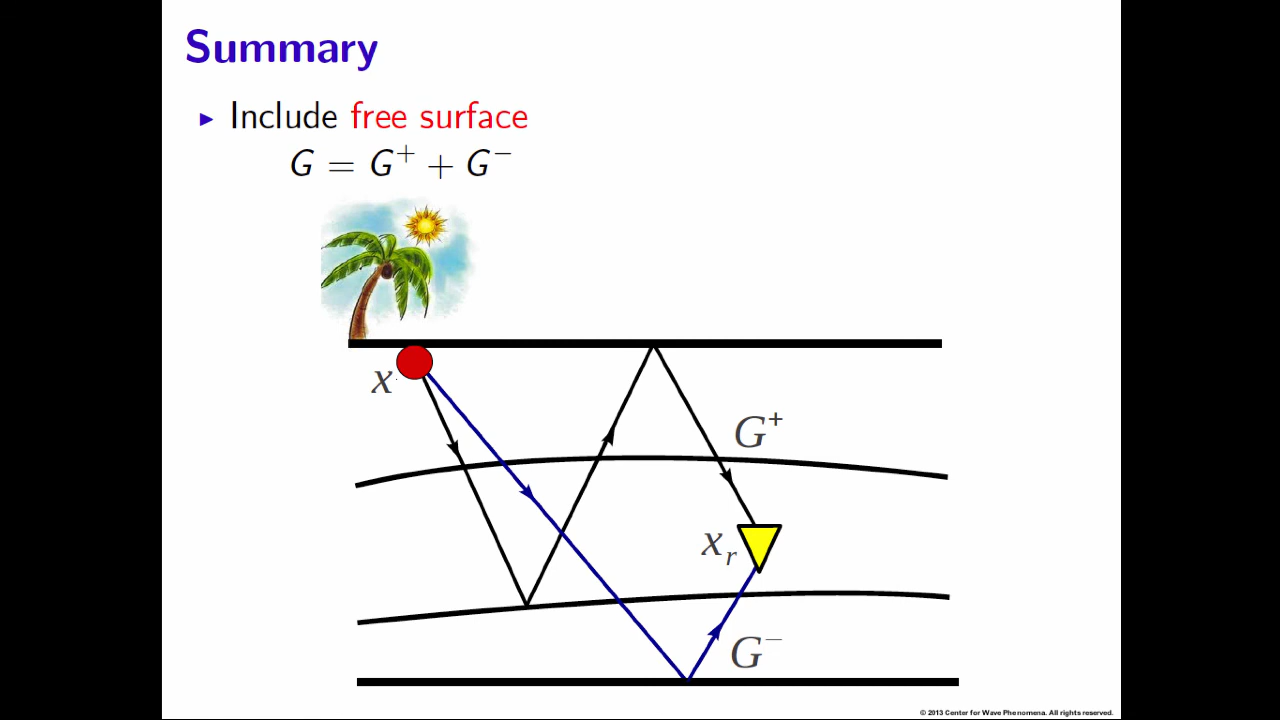 Summary
Include free surface
G = G⁺ + G⁻
x
G⁺
xᵣ
G⁻
© 2013 Center for Wave Phenomena. All rights reserved.